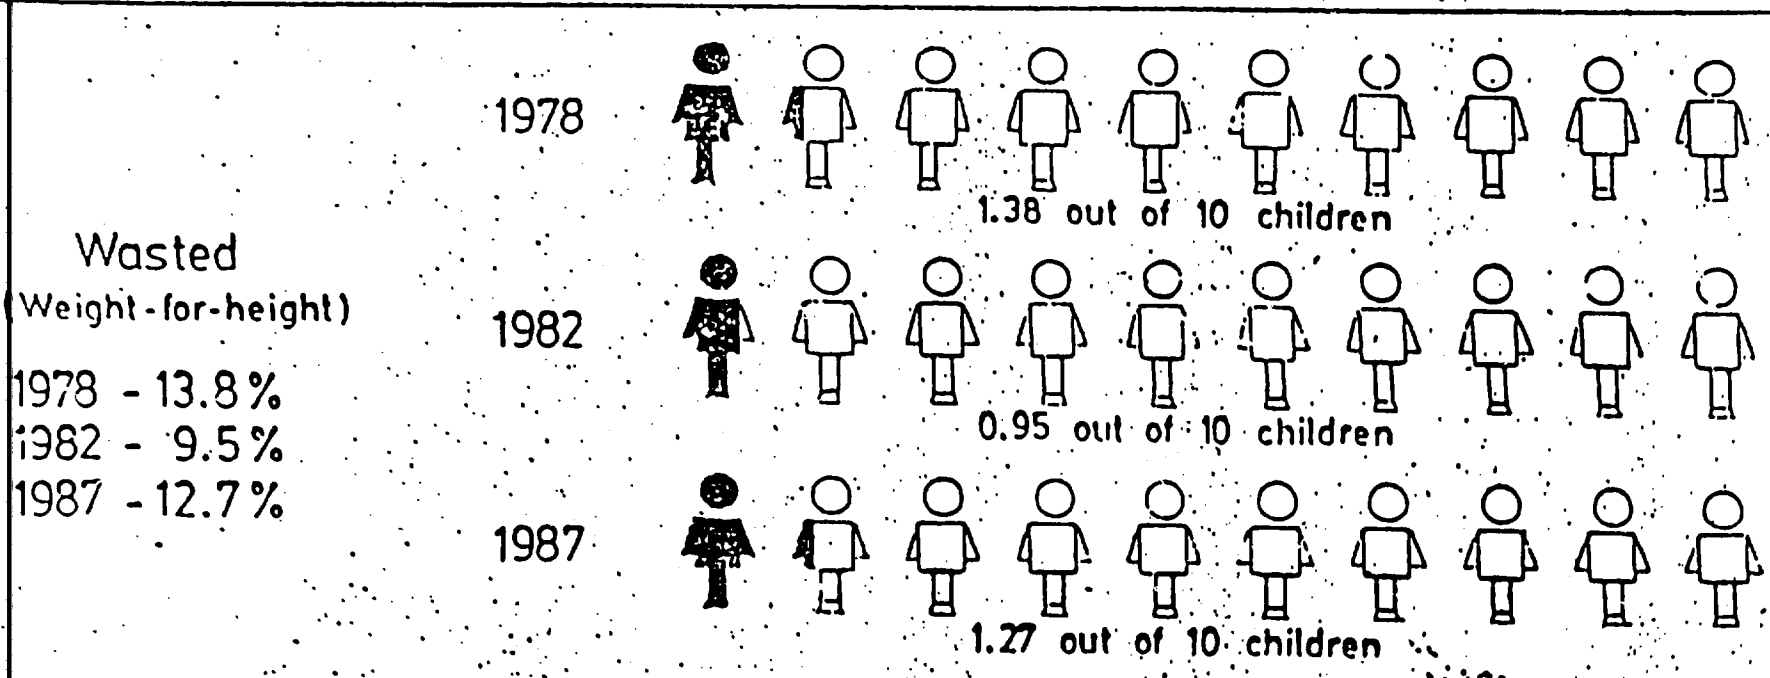 Wasted
(Weight-for-height)
1978 - 13.8%
1982 - 9.5%
1987 - 12.7%
1978
1.38 out of 10 children
1982
0.95 out of 10 children
1987
1.27 out of 10 children